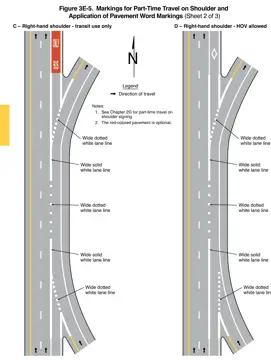 Figure 3E-5. Markings for Part-Time Travel on Shoulder and
Application of Pavement Word Markings (Sheet 2 of 3)
C – Right-hand shoulder - transit use only
D – Right-hand shoulder - HOV allowed
ONLY
BUS
N
Legend
Direction of travel
Notes:
1. See Chapter 2G for part-time travel on
shoulder signing.
2. The red-colored pavement is optional.
Wide dotted
white lane line
Wide solid
white lane line
Wide dotted
white lane line
Wide solid
white lane line
Wide dotted
white lane line
Wide dotted
white lane line
Wide solid
white lane line
Wide dotted
white lane line
Wide solid
white lane line
Wide dotted
white lane lin